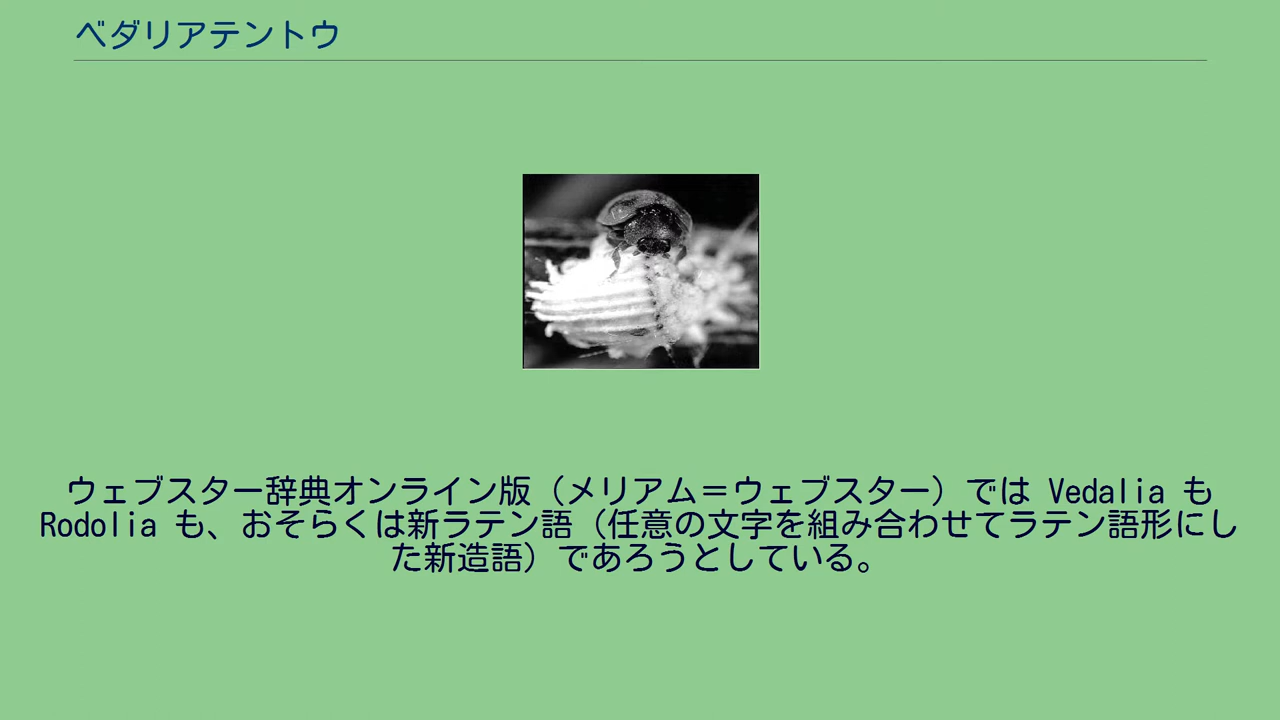 ベダリアテントウ
ウェブスター辞典オンライン版（メリアム＝ウェブスター）では Vedalia も
Rodolia も、おそらくは新ラテン語（任意の文字を組み合わせてラテン語形にし
た新造語）であろうとしている。